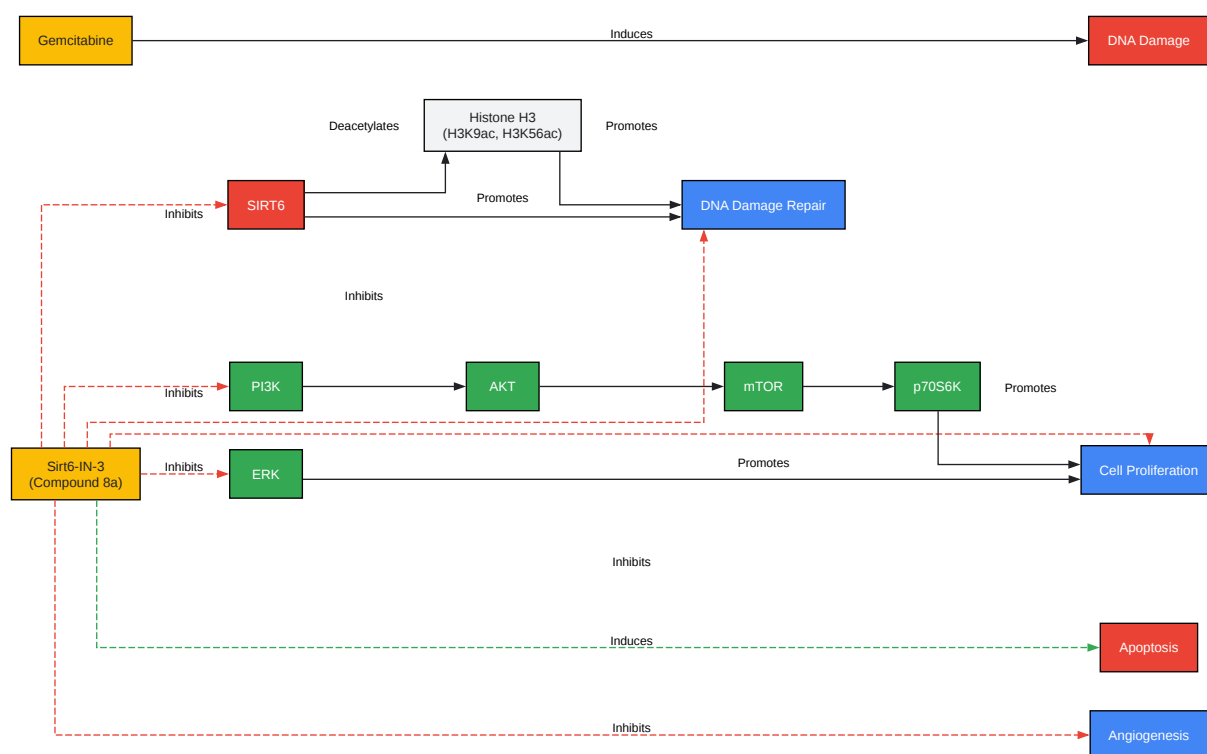 Gemcitabine
Induces
DNA Damage
Histone H3
(H3K9ac, H3K56ac)
Deacetylates
Promotes
SIRT6
Promotes
DNA Damage Repair
Inhibits
Inhibits
PI3K
AKT
mTOR
p70S6K
Promotes
Inhibits
Sirt6-IN-3
(Compound 8a)
Inhibits
ERK
Promotes
Cell Proliferation
Inhibits
Induces
Apoptosis
Inhibits
Angiogenesis